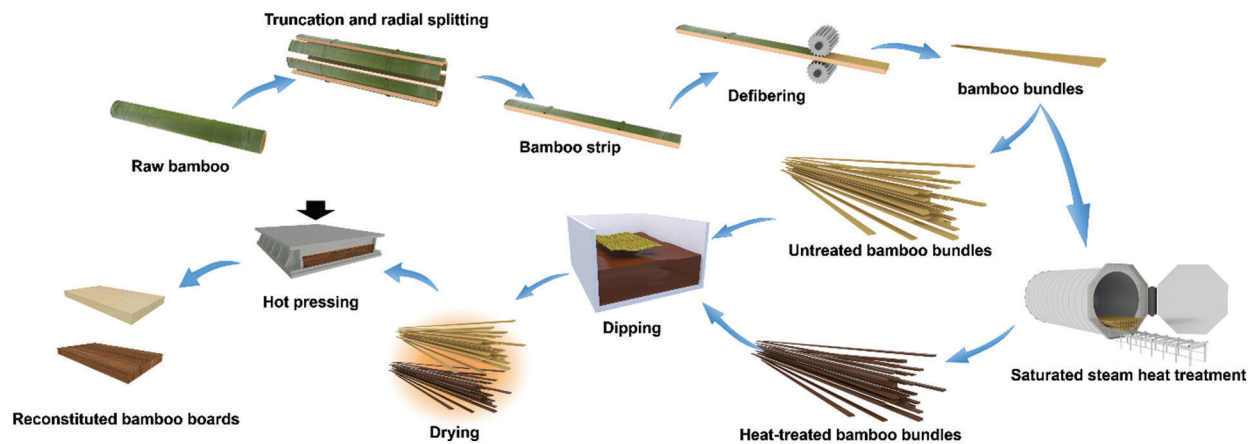 Truncation and radial splitting
Raw bamboo
Bamboo strip
Defibering
bamboo bundles
Untreated bamboo bundles
Saturated steam heat treatment
Heat-treated bamboo bundles
Dipping
Drying
Hot pressing
Reconstituted bamboo boards